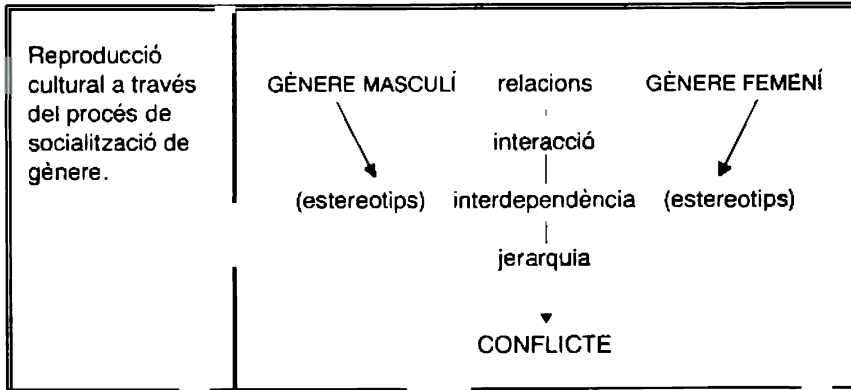 Reproducció
cultural a través
del procés de
socialització de
gènere.
GÈNERE MASCULÍ relacions GÈNERE FEMENÍ
interacció
(estereotips) interdependència (estereotips)
jerarquia
CONFLICTE